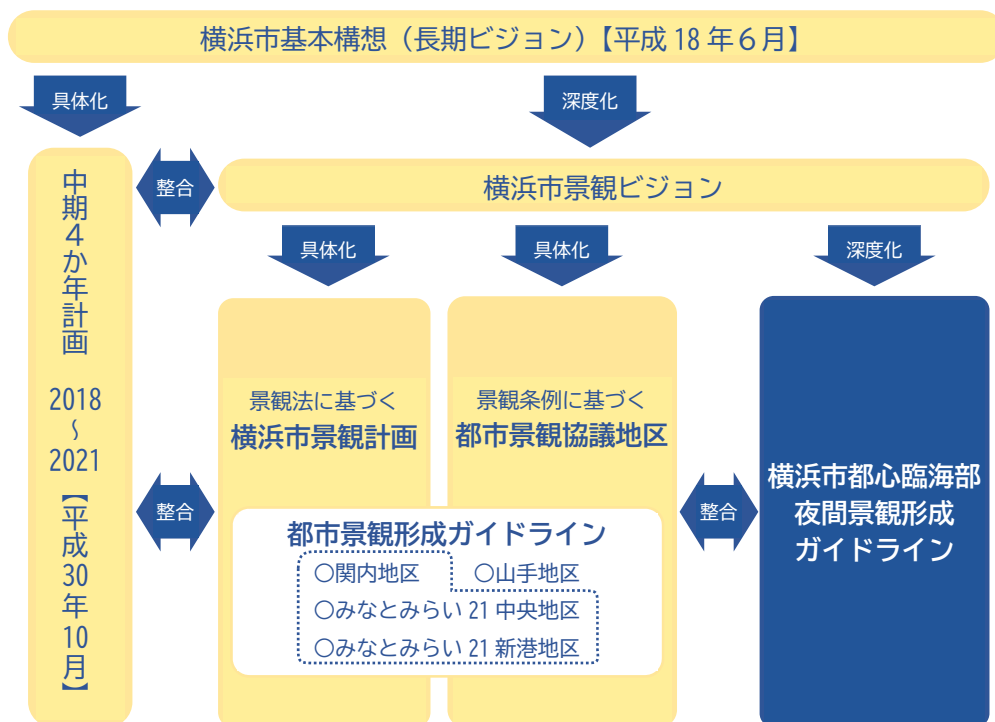 横浜市基本構想（長期ビジョン）【平成 18 年６月】
具体化
深度化
中期４か年計画 2018～2021【平成30年10月】
整合
横浜市景観ビジョン
具体化
具体化
深度化
景観法に基づく
横浜市景観計画
景観条例に基づく
都市景観協議地区
横浜市都心臨海部
夜間景観形成
ガイドライン
整合
整合
都市景観形成ガイドライン
〇関内地区
〇山手地区
〇みなとみらい 21 中央地区
〇みなとみらい 21 新港地区